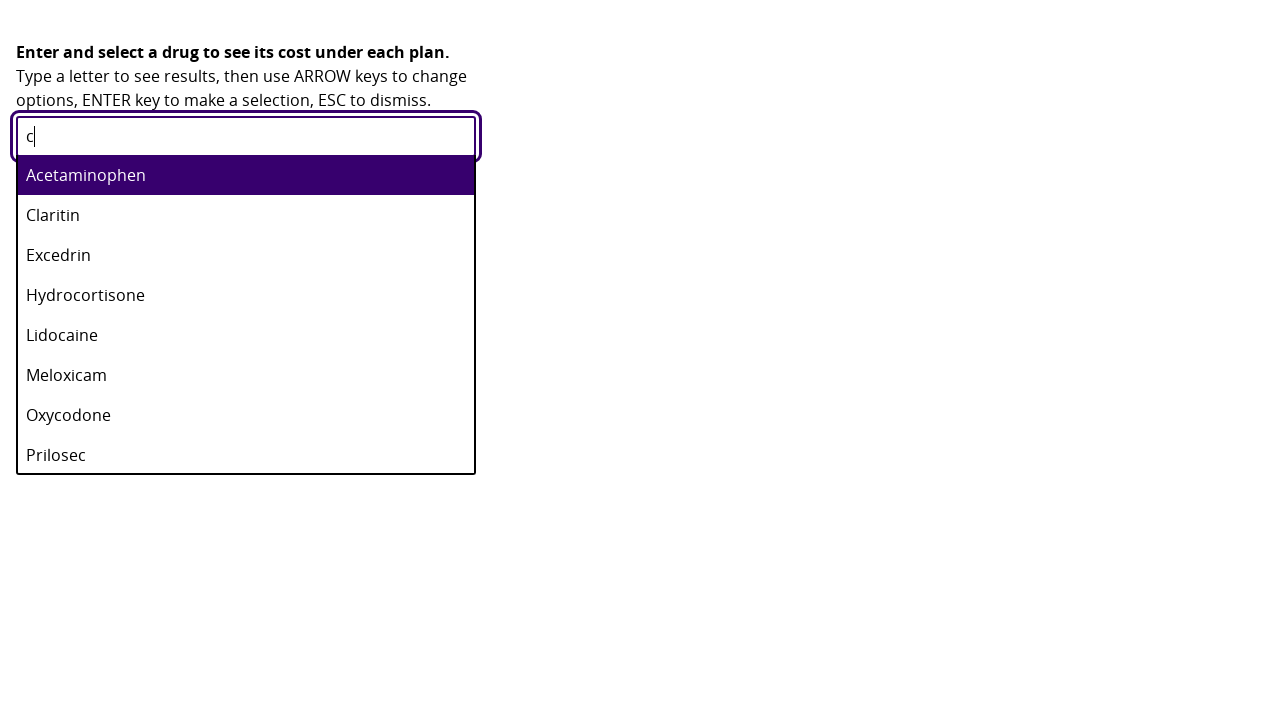 Enter and select a drug to see its cost under each plan.
Type a letter to see results, then use ARROW keys to change
options, ENTER key to make a selection, ESC to dismiss.
c
Acetaminophen
Claritin
Excedrin
Hydrocortisone
Lidocaine
Meloxicam
Oxycodone
Prilosec